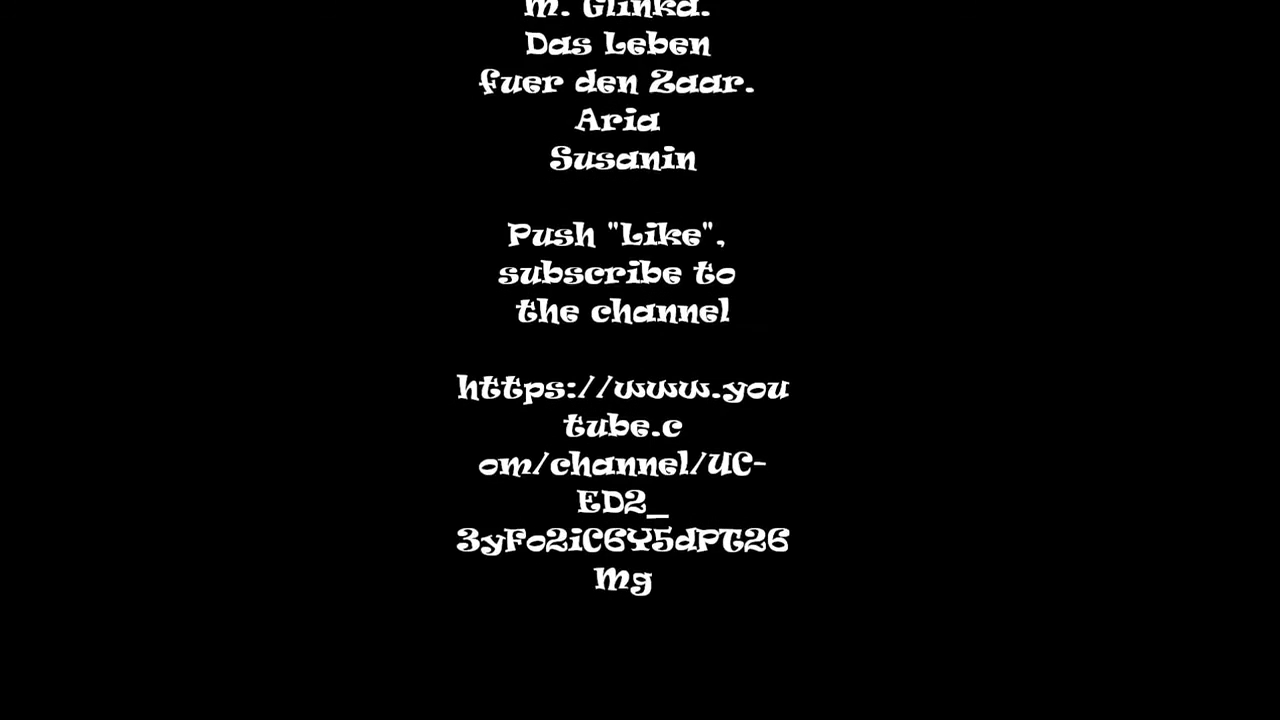 M. Glinka.
Das Leben
fuer den Zaar.
Aria
Susanin
Push "Like",
subscribe to
the channel
https://www.you
tube.c
om/channel/UC-
ED2_
3yFo2iC6Y5dPT26
Mg